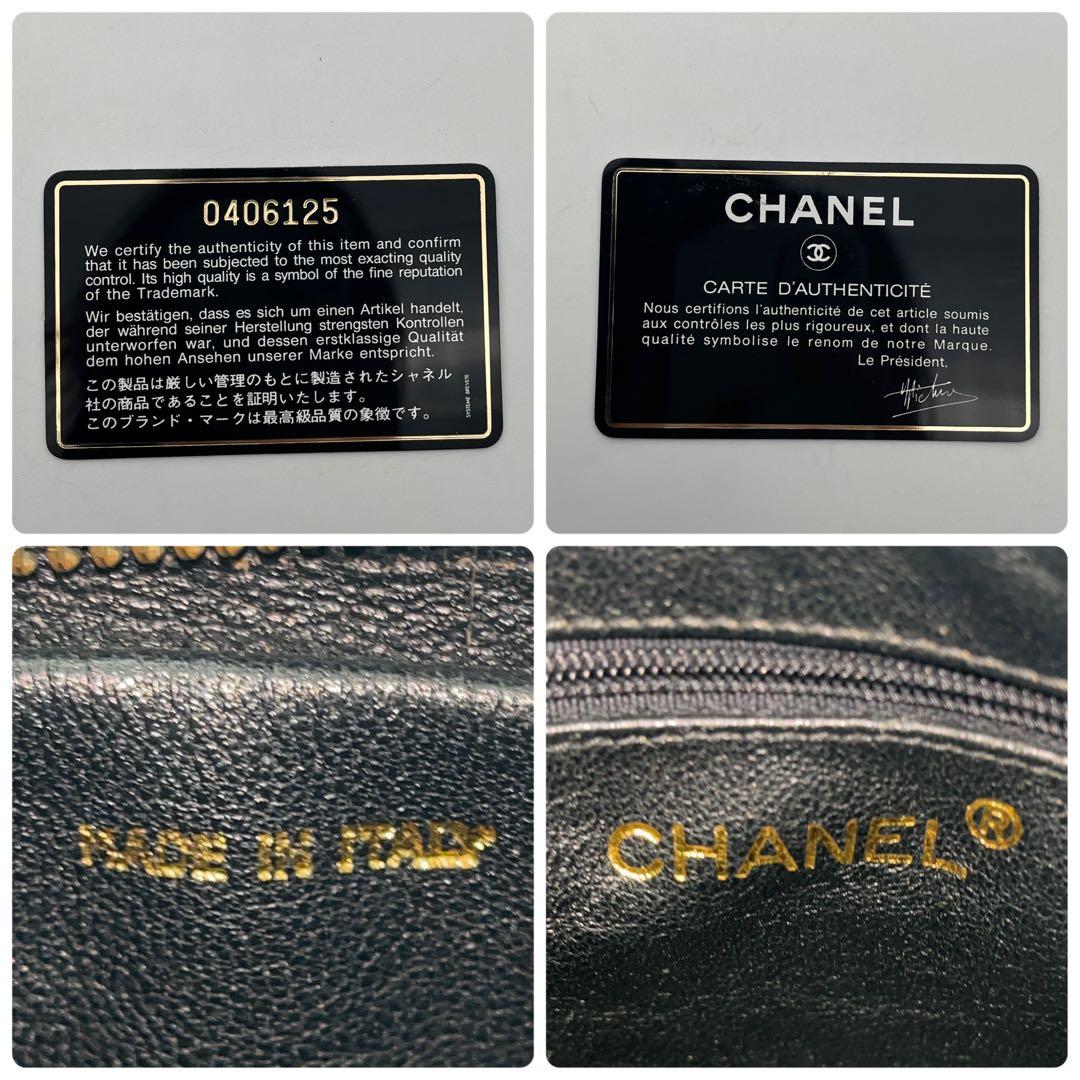 0406125
We certify the authenticity of this item and confirm
that it has been subjected to the most exacting quality
control. Its high quality is a symbol of the fine reputation
of the Trademark.
Wir bestätigen, dass es sich um einen Artikel handelt,
der während seiner Herstellung strengsten Kontrollen
unterworfen war, und dessen erstklassige Qualität
dem hohen Ansehen unserer Marke entspricht.
この製品は厳しい管理のもとに製造されたシャネル
社の商品であることを証明いたします。
このブランド・マークは最高級品質の象徴です。
SYSTEME BREVETE
CHANEL
CARTE D'AUTHENTICITÉ
Nous certifions l'authenticité de cet article soumis
aux contrôles les plus rigoureux, et dont la haute
qualité symbolise le renom de notre Marque.
Le Président,
MADE IN ITALY
CHANEL®